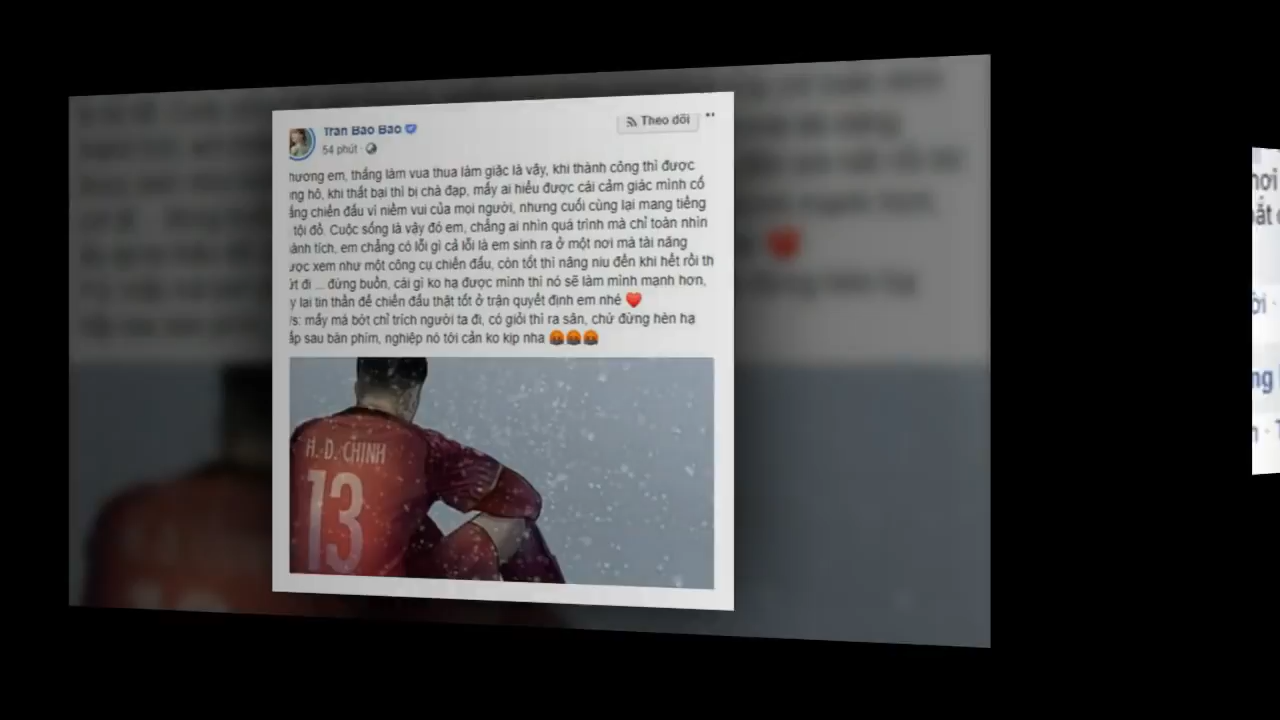 Tran Bao Bao
Theo dõi
54 phút ·
hương em, thắng làm vua thua làm giặc là vậy, khi thành công thì được
ng hô, khi thất bại thì bị chà đạp, mấy ai hiểu được cái cảm giác mình cố
ắng chiến đấu vì niềm vui của mọi người, nhưng cuối cùng lại mang tiếng
tội đồ. Cuộc sống là vậy đó em, chẳng ai nhìn quá trình mà chỉ toàn nhìn
ành tích, em chẳng có lỗi gì cả lỗi là em sinh ra ở một nơi mà tài năng
ược xem như một công cụ chiến đấu, còn tốt thì nâng niu đến khi hết rồi th
ứt đi ... đừng buồn, cái gì ko hạ được mình thì nó sẽ làm mình mạnh hơn,
y lại tin thần để chiến đấu thật tốt ở trận quyết định em nhé ❤️
/s: mấy má bớt chỉ trích người ta đi, có giỏi thì ra sân, chứ đừng hèn hạ
ấp sau bàn phím, nghiệp nó tới cản ko kịp nha 😡😡😡
H. D. CHINH
13